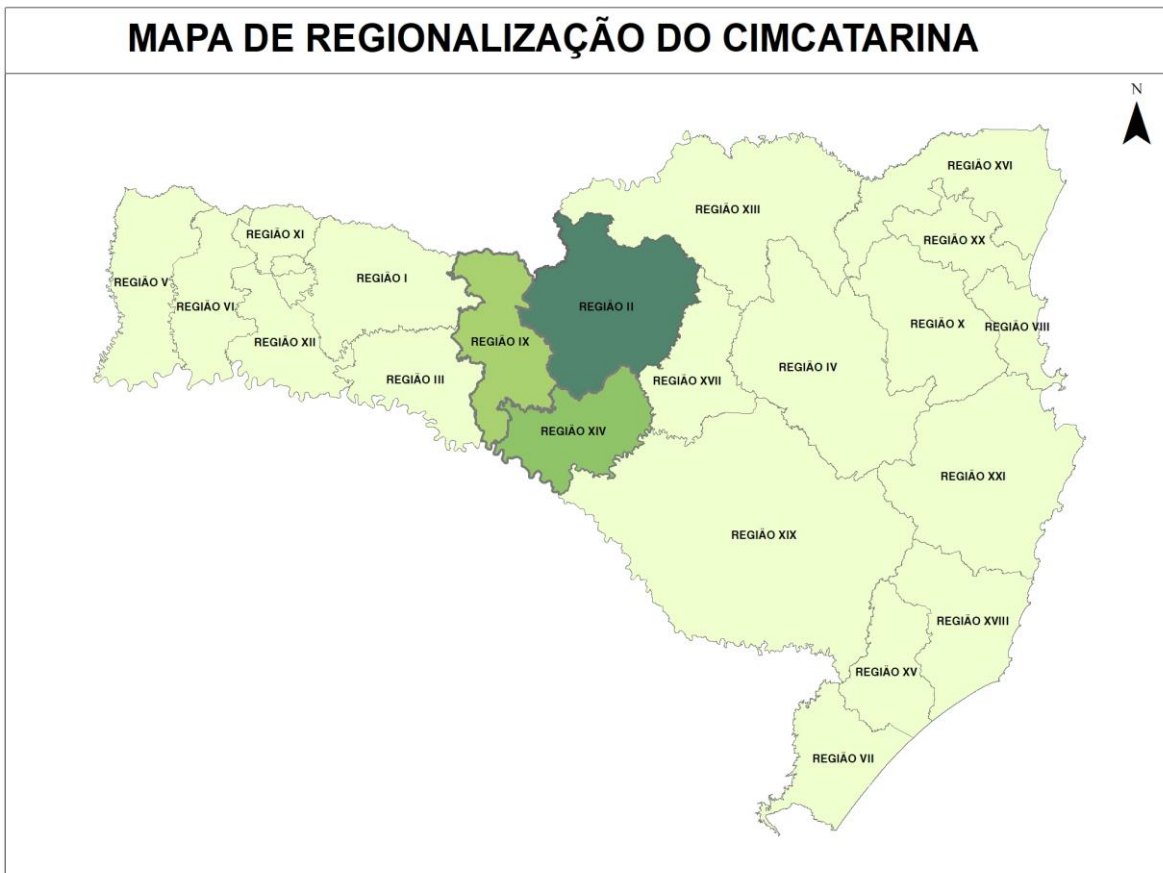 MAPA DE REGIONALIZAÇÃO DO CIMCATARINA
N
REGIÃO XVI
REGIÃO XIII
REGIÃO XI
REGIÃO XX
REGIÃO I
REGIÃO V
REGIÃO VI
REGIÃO II
REGIÃO X
REGIÃO VIII
REGIÃO XII
REGIÃO IX
REGIÃO IV
REGIÃO III
REGIÃO XVII
REGIÃO XIV
REGIÃO XXI
REGIÃO XIX
REGIÃO XVIII
REGIÃO XV
REGIÃO VII